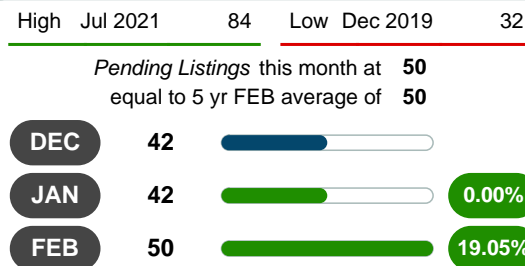 High Jul 2021 84 Low Dec 2019 32
Pending Listings this month at 50
equal to 5 yr FEB average of 50
DEC 42
JAN 42 0.00%
FEB 50 19.05%